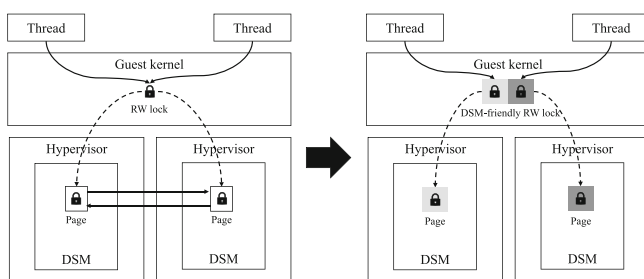 Thread
Thread
Guest kernel
RW lock
Hypervisor
Hypervisor
Page
Page
DSM
DSM
Thread
Thread
Guest kernel
DSM-friendly RW lock
Hypervisor
Hypervisor
Page
Page
DSM
DSM